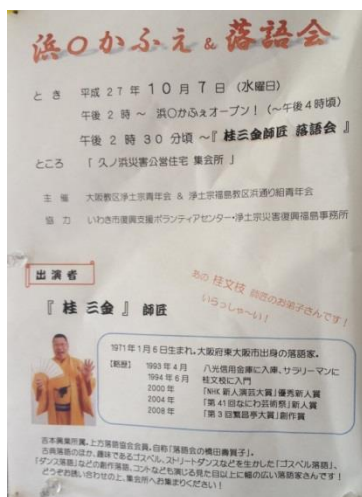 浜〇かふぇ & 落語会
とき 平成27年10月7日(水曜日)
午後2時〜 浜〇かふぇオープン!(〜午後4時頃)
午後2時30分頃〜『桂三金師匠 落語会』
ところ 「久ノ浜災害公営住宅 集会所」
主催 大阪教区浄土宗青年会 & 浄土宗福島教区浜通り組青年会
協力 いわき市復興支援ボランティアセンター・浄土宗災害復興福島事務所
出演者
あの 桂文枝 師匠のお弟子さんです!
いらっしゃ〜い!
『桂 三金』師匠
1971年1月6日生まれ。大阪府東大阪市出身の落語家。
【略歴】 1993年4月 八光信用金庫に入庫、サラリーマンに
1994年6月 桂文枝に入門
2000年 「NHK新人演芸大賞」優秀新人賞
2004年 「第41回なにわ芸術祭」新人賞
2008年 「第3回繁昌亭大賞」創作賞
吉本興業所属。上方落語協会会員。自称「落語会の橋田壽賀子」。
古典落語のほか、趣味であるゴスペル、ストリートダンスなどを生かした「ゴスペル落語」、
「ダンス落語」などの創作落語、コントなども演じる見た目以上に幅の広い落語家さんです!
どうぞお誘い合わせの上、集会所へお集まりください!